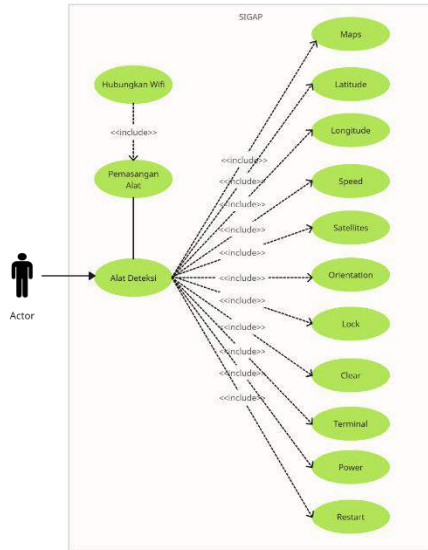 SIGAP
Maps
Hubungkan Wifi
Latitude
Longitude
<<include>>
<<include>>
<<include>>
Pemasangan
Alat
<<include>>
Speed
<<include>>
<<include>>
Satellites
<<include>>
Alat Deteksi
<<include>>
Orientation
<<include>>
Lock
Actor
<<include>>
<<include>>
Clear
<<include>>
<<include>>
Terminal
Power
Restart